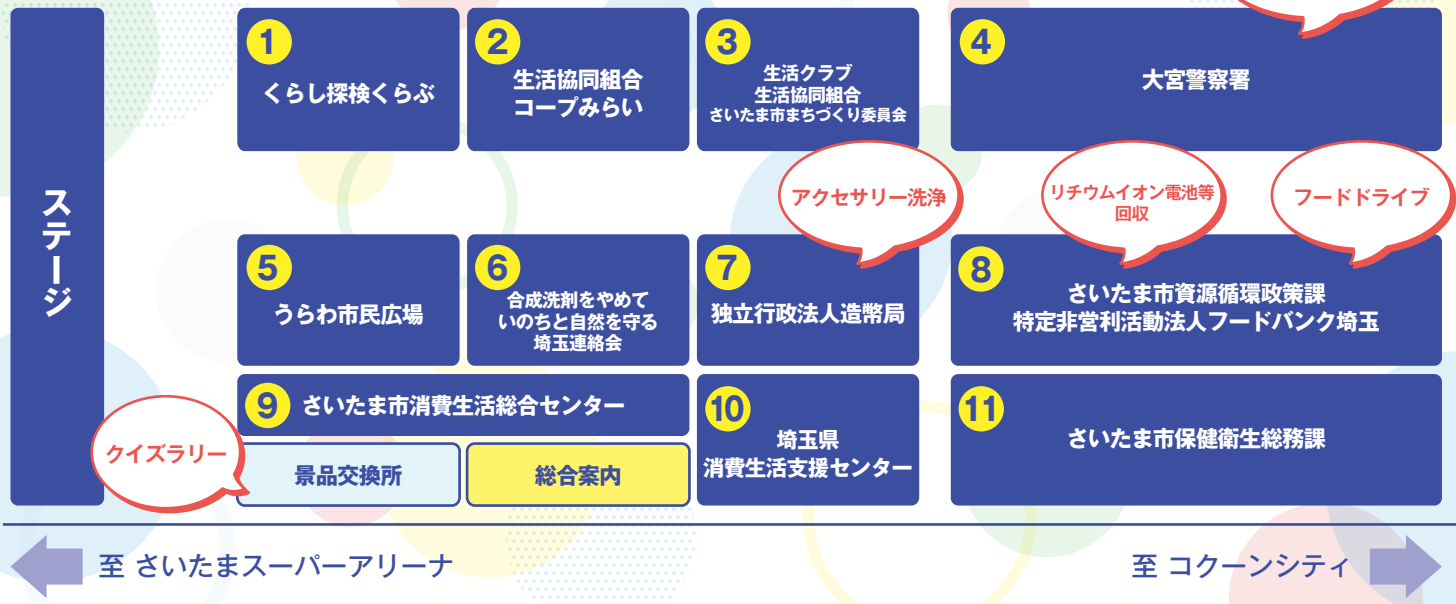 ステージ
1
くらし探検くらぶ
2
生活協同組合
コープみらい
3
生活クラブ
生活協同組合
さいたま市まちづくり委員会
4
大宮警察署
アクセサリー洗浄
リチウムイオン電池等
回収
フードドライブ
5
うらわ市民広場
6
合成洗剤をやめて
いのちと自然を守る
埼玉連絡会
7
独立行政法人造幣局
8
さいたま市資源循環政策課
特定非営利活動法人フードバンク埼玉
9
さいたま市消費生活総合センター
クイズラリー
景品交換所
総合案内
10
埼玉県
消費生活支援センター
11
さいたま市保健衛生総務課
至 さいたまスーパーアリーナ
至 コクーンシティ